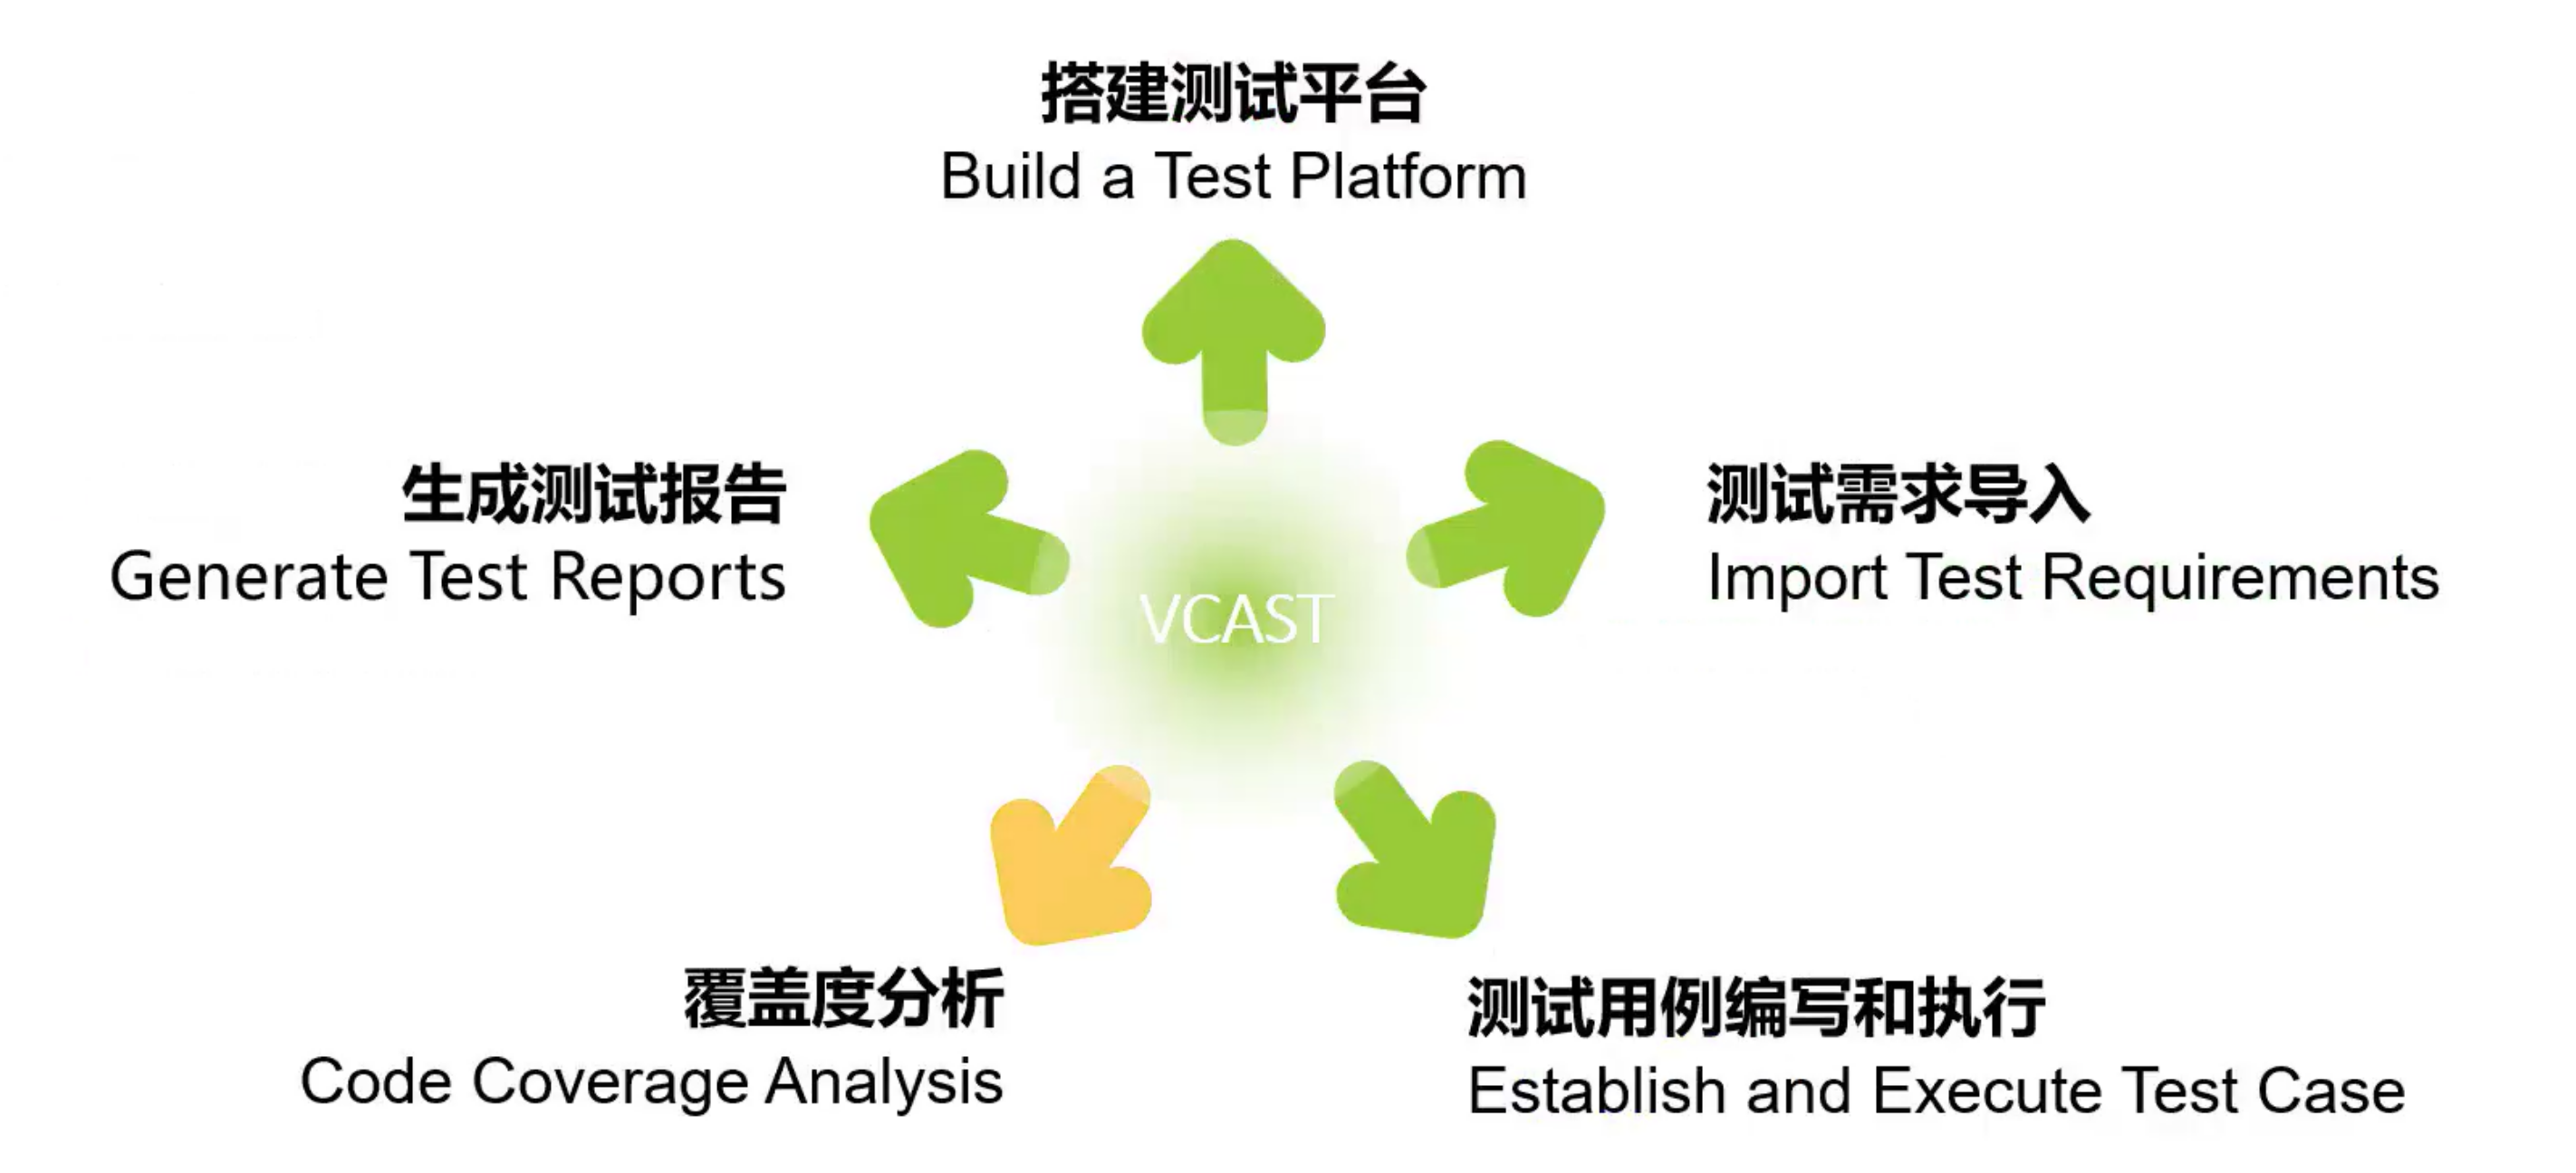 搭建测试平台
Build a Test Platform
生成测试报告
Generate Test Reports
测试需求导入
Import Test Requirements
VCAST
覆盖度分析
Code Coverage Analysis
测试用例编写和执行
Establish and Execute Test Case